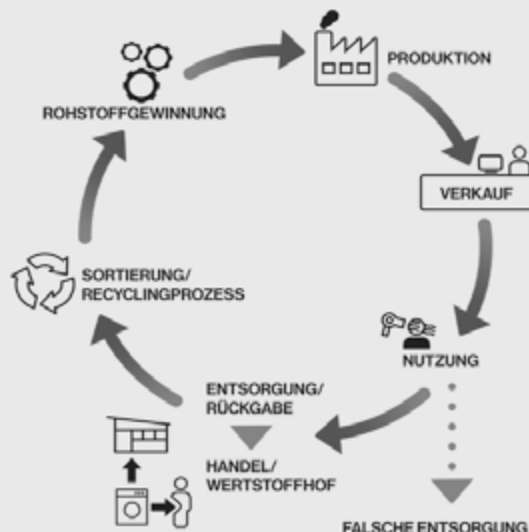 PRODUKTION
ROHSTOFFGEWINNUNG
VERKAUF
SORTIERUNG/
RECYCLINGPROZESS
NUTZUNG
ENTSORGUNG/
RÜCKGABE
HANDEL/
WERTSTOFFHOF
FALSCHE ENTSORGUNG